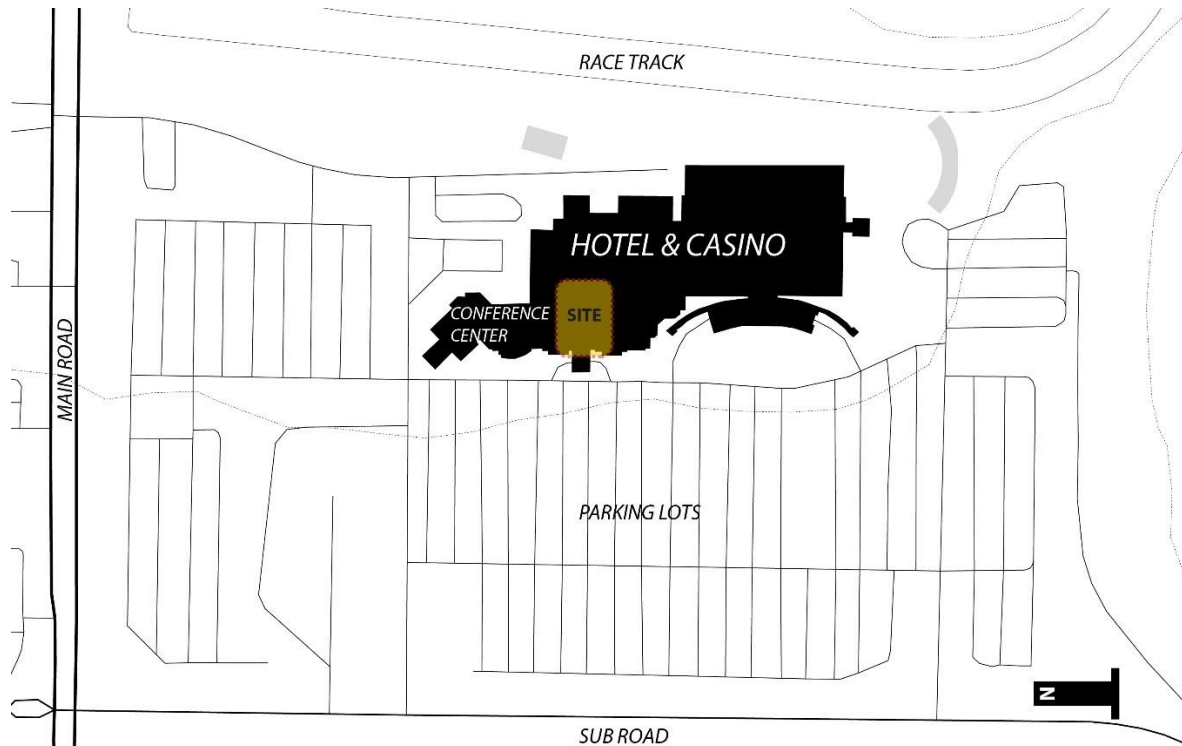 RACE TRACK
HOTEL & CASINO
CONFERENCE
CENTER
SITE
MAIN ROAD
PARKING LOTS
N
SUB ROAD